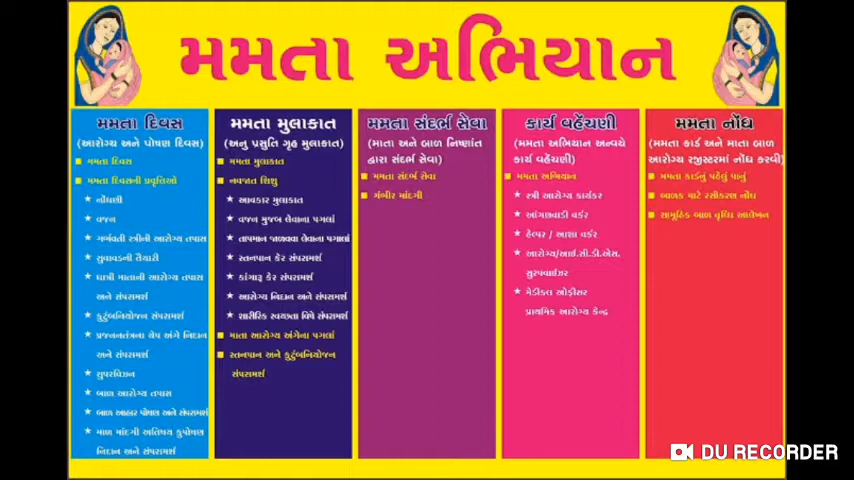 મમતા અભિયાન
મમતા દિવસ
(આરોગ્ય અને પોષણ દિવસ)
મમતા દિવસ
મમતા દિવસની પ્રવૃત્તિઓ
નોંધણી
વજન
ગર્ભવતી સ્ત્રીની આરોગ્ય તપાસ
સુવાવડની તૈયારી
ધાત્રી માતાની આરોગ્ય તપાસ
અને સંપરામર્શ
કુટુંબનિયોજન સંપરામર્શ
પ્રજનનતંત્રના ચેપ અંગે નિદાન
અને સંપરામર્શ
સુપરવિઝન
બાળ આરોગ્ય તપાસ
બાળ આહાર પોષણ અને સંપરામર્શ
માંદગી અતિષય કુપોષણ
નિદાન અને સંપરામર્શ
મમતા મુલાકાત
(અનુ પ્રસુતિ ગૃહ મુલાકાત)
મમતા મુલાકાત
નવજાત શિશુ
આવકાર મુલાકાત
વજન મુજબ લેવાના પગલાં
તાપમાન જાળવવા લેવાના પગલાં
સ્તનપાન કેર સંપરામર્શ
કાંગારૂ કેર સંપરામર્શ
આરોગ્ય નિદાન અને સંપરામર્શ
શારીરિક સ્વચ્છતા વિષે સંપરામર્શ
માતા આરોગ્ય અંગેના પગલાં
સ્તનપાન અને કુટુંબનિયોજન
સંપરામર્શ
મમતા સંદર્ભ સેવા
(માતા અને બાળ નિષ્ણાંત
દ્વારા સંદર્ભ સેવા)
મમતા સંદર્ભ સેવા
ગંભીર માંદગી
કાર્ય વહેંચણી
(મમતા અભિયાન અન્વયે
કાર્ય વહેંચણી)
મમતા અભિયાન
સ્ત્રી આરોગ્ય કાર્યકર
આંગણવાડી વર્કર
હેલ્પર / આશા વર્કર
આરોગ્ય/આઈ.સી.ડી.એસ.
સુરપવાઈઝર
મેડીકલ ઓફીસર
પ્રાથમિક આરોગ્ય કેન્દ્ર
મમતા નોંધ
(મમતા કાર્ડ અને માતા બાળ
આરોગ્ય રજીસ્ટરમાં નોંધ કરવી)
મમતા કાર્ડનું પહેલું પાનું
બાળક માટે રસીકરણ નોંધ
સામૂહિક બાળ વૃધ્ધિ આલેખન
DU RECORDER